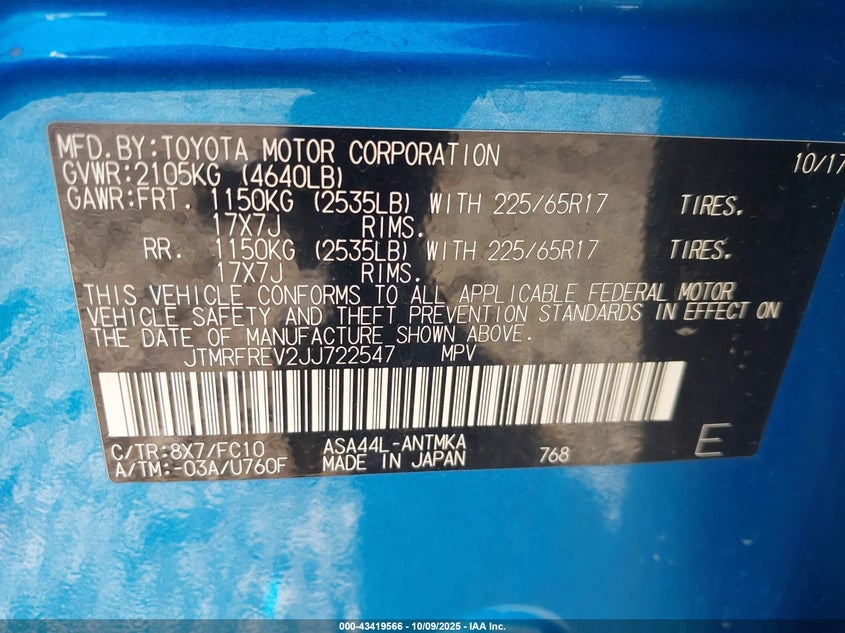 MFD.BY:TOYOTA MOTOR CORPORATION 10/17
GVWR:2105KG (4640LB)
GAWR:FRT. 1150KG (2535LB) WITH 225/65R17 TIRES.
17X7J RIMS.
RR. 1150KG (2535LB) WITH 225/65R17 TIRES.
17X7J RIMS.
THIS VEHICLE CONFORMS TO ALL APPLICABLE FEDERAL MOTOR
VEHICLE SAFETY AND THEFT PREVENTION STANDARDS IN EFFECT ON
THE DATE OF MANUFACTURE SHOWN ABOVE.
JTMRFREV2JJ722547 MPV
C/TR:8X7/FC10 ASA44L-ANTMKA
A/TM:-03A/U760F MADE IN JAPAN 768 E
000-43419566 - 10/09/2025 - IAA Inc.